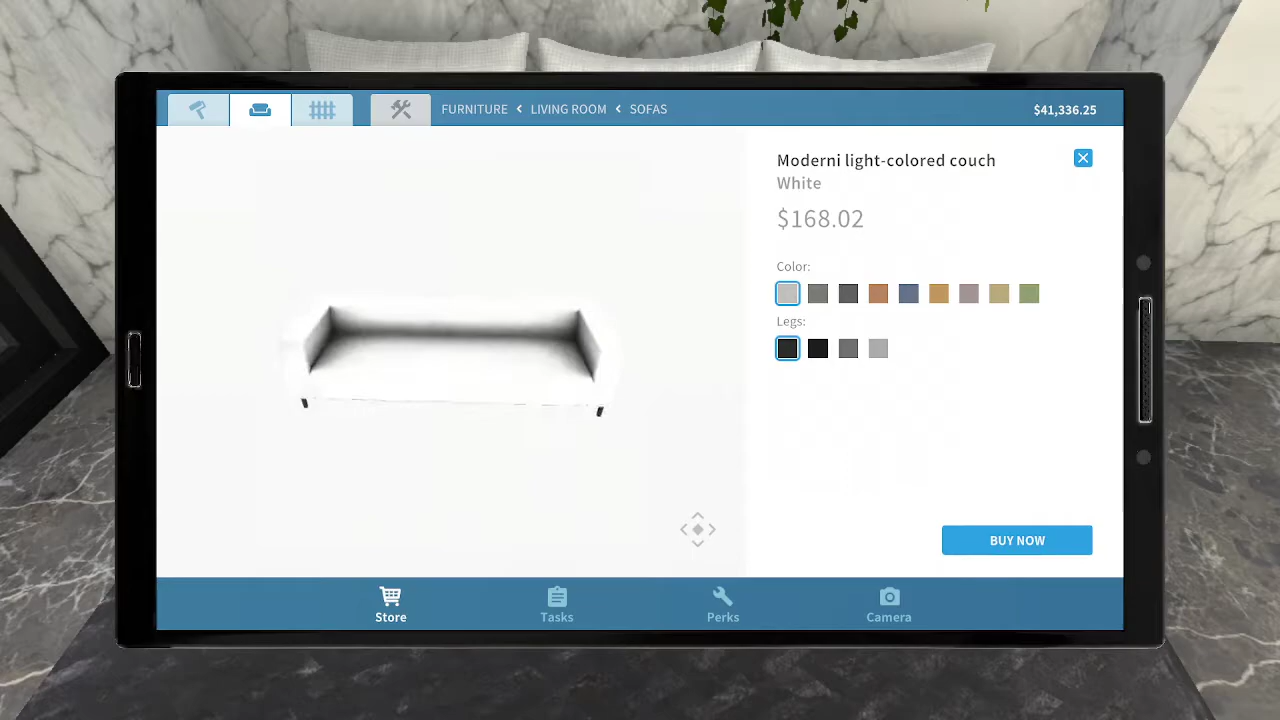 FURNITURE < LIVING ROOM < SOFAS
$41,336.25
Moderni light-colored couch
White
$168.02
Color:
Legs:
BUY NOW
Store
Tasks
Perks
Camera